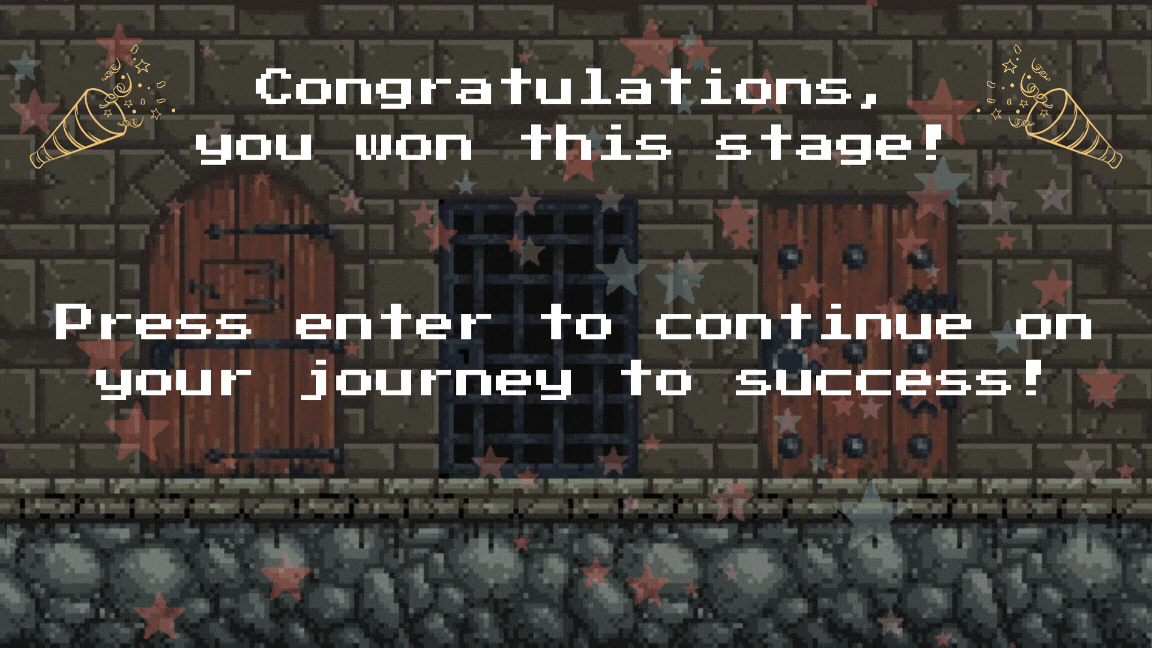 Congratulations,
you won this stage!
Press enter to continue on
your journey to success!